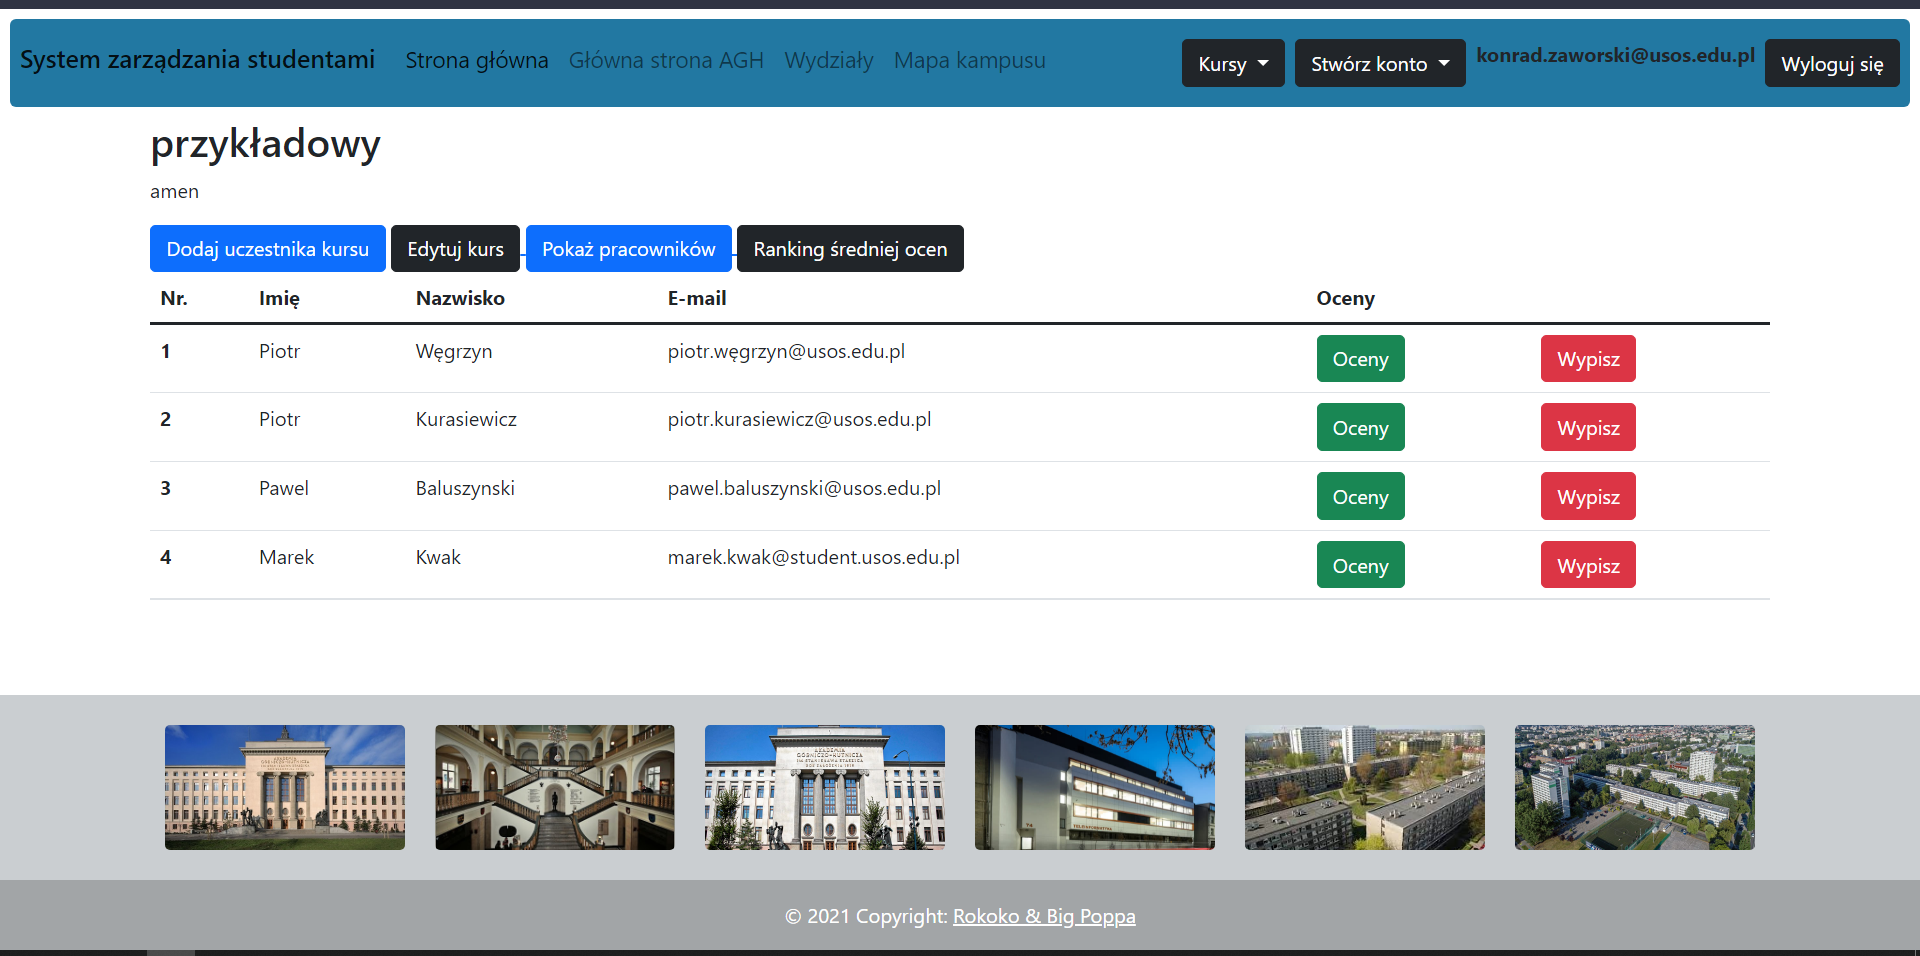 System zarządzania studentami Strona główna Główna strona AGH Wydziały Mapa kampusu Kursy Stwórz konto konrad.zaworski@usos.edu.pl Wyloguj się
przykładowy
amen
Dodaj uczestnika kursu Edytuj kurs Pokaż pracowników Ranking średniej ocen
Nr. Imię Nazwisko E-mail Oceny
1 Piotr Węgrzyn piotr.węgrzyn@usos.edu.pl Oceny Wypisz
2 Piotr Kurasiewicz piotr.kurasiewicz@usos.edu.pl Oceny Wypisz
3 Pawel Baluszynski pawel.baluszynski@usos.edu.pl Oceny Wypisz
4 Marek Kwak marek.kwak@student.usos.edu.pl Oceny Wypisz
AKADEMIA
GÓRNICZO-HUTNICZA
© 2021 Copyright: Rokoko & Big Poppa